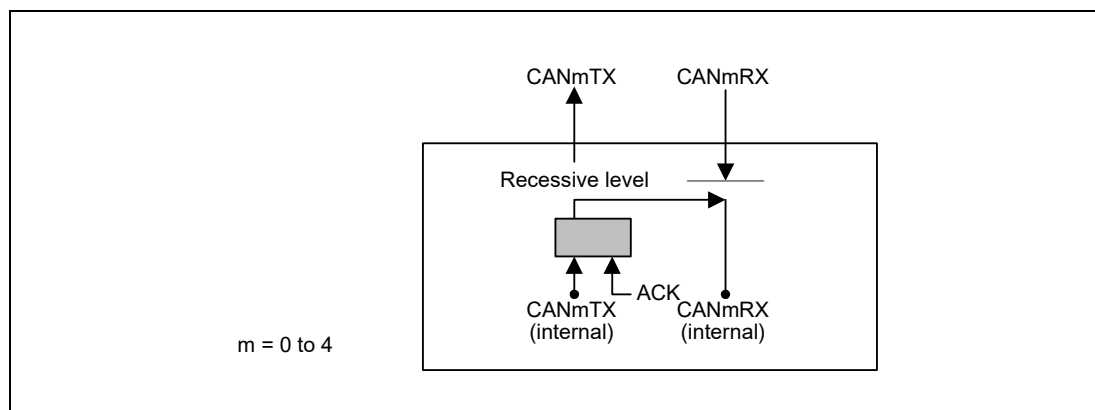 CANmTX CANmRX
Recessive level
ACK
CANmTX CANmRX
(internal) (internal)
m = 0 to 4